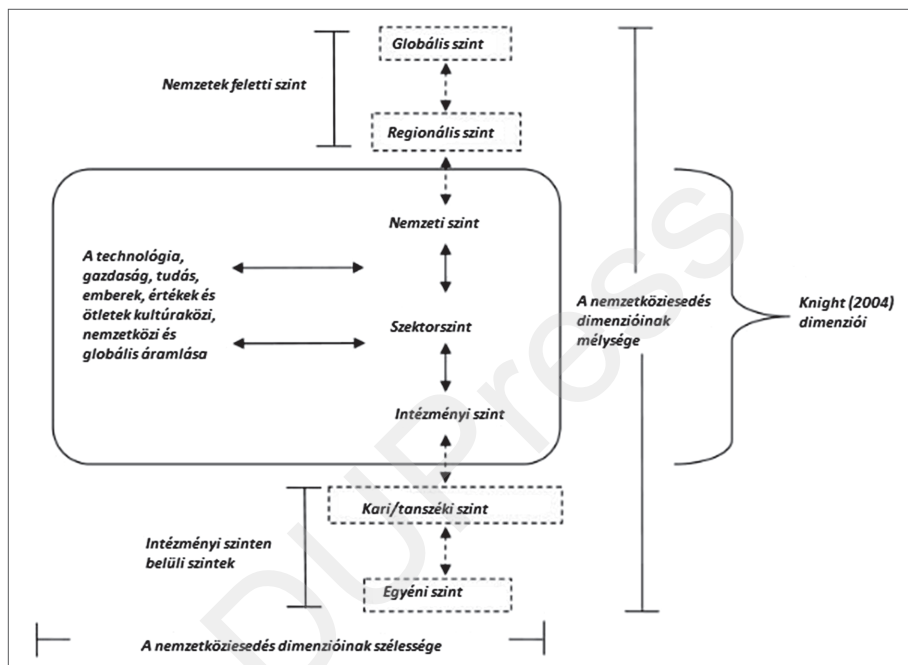 Globális szint
Nemzetek feletti szint
Regionális szint
Nemzeti szint
A technológia,
gazdaság, tudás,
emberek, értékek és
ötletek kultúraközi,
nemzetközi és
globális áramlása
Szektorszint
Intézményi szint
A nemzetköziesedés
dimenzióinak
mélysége
Knight (2004)
dimenziói
Kari/tanszéki szint
Intézményi szinten
belüli szintek
Egyéni szint
A nemzetköziesedés dimenzióinak szélessége
DUPress